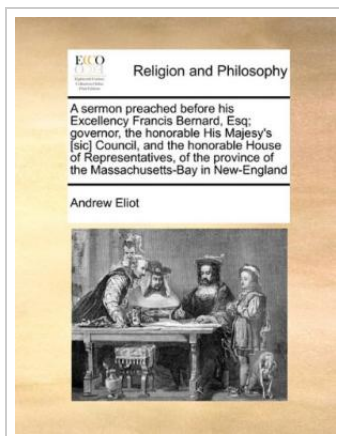 ECCO
Religion and Philosophy
A sermon preached before his
Excellency Francis Bernard, Esq;
governor, the honorable His Majesy's
[sic] Council, and the honorable House
of Representatives, of the province of
the Massachusetts-Bay in New-England
Andrew Eliot